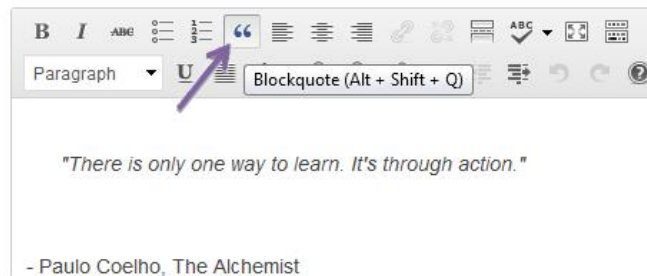 B I ABC ABC
Paragraph U
Blockquote (Alt + Shift + Q)
"There is only one way to learn. It's through action."
- Paulo Coelho, The Alchemist